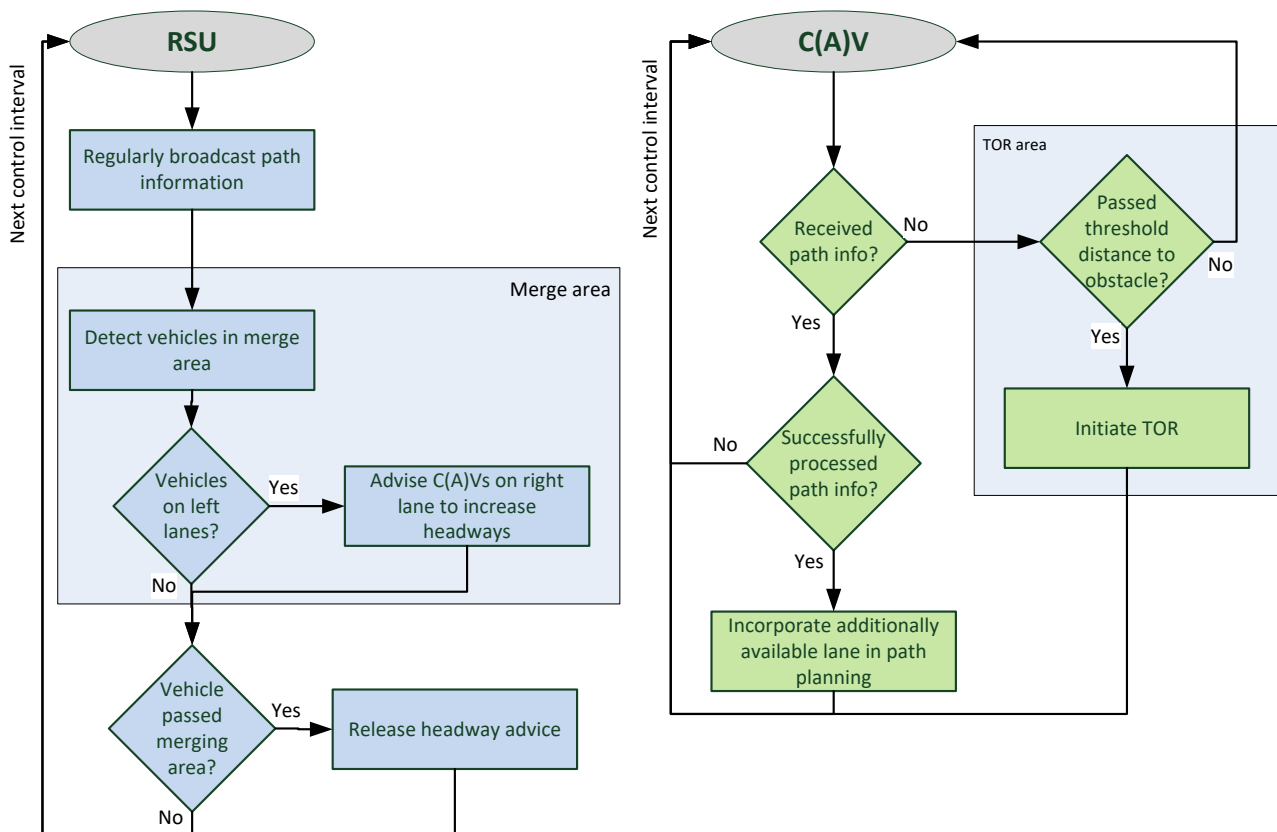 RSU
Next control interval
Regularly broadcast path
information
Merge area
Detect vehicles in merge
area
Vehicles
on left
lanes?
Yes
Advise C(A)Vs on right
lane to increase
headways
No
Vehicle
passed
merging
area?
Yes
Release headway advice
No
C(A)V
Next control interval
TOR area
Received
path info?
No
Passed
threshold
distance to
obstacle?
No
Yes
Yes
Initiate TOR
Successfully
processed
path info?
No
Yes
Incorporate additionally
available lane in path
planning